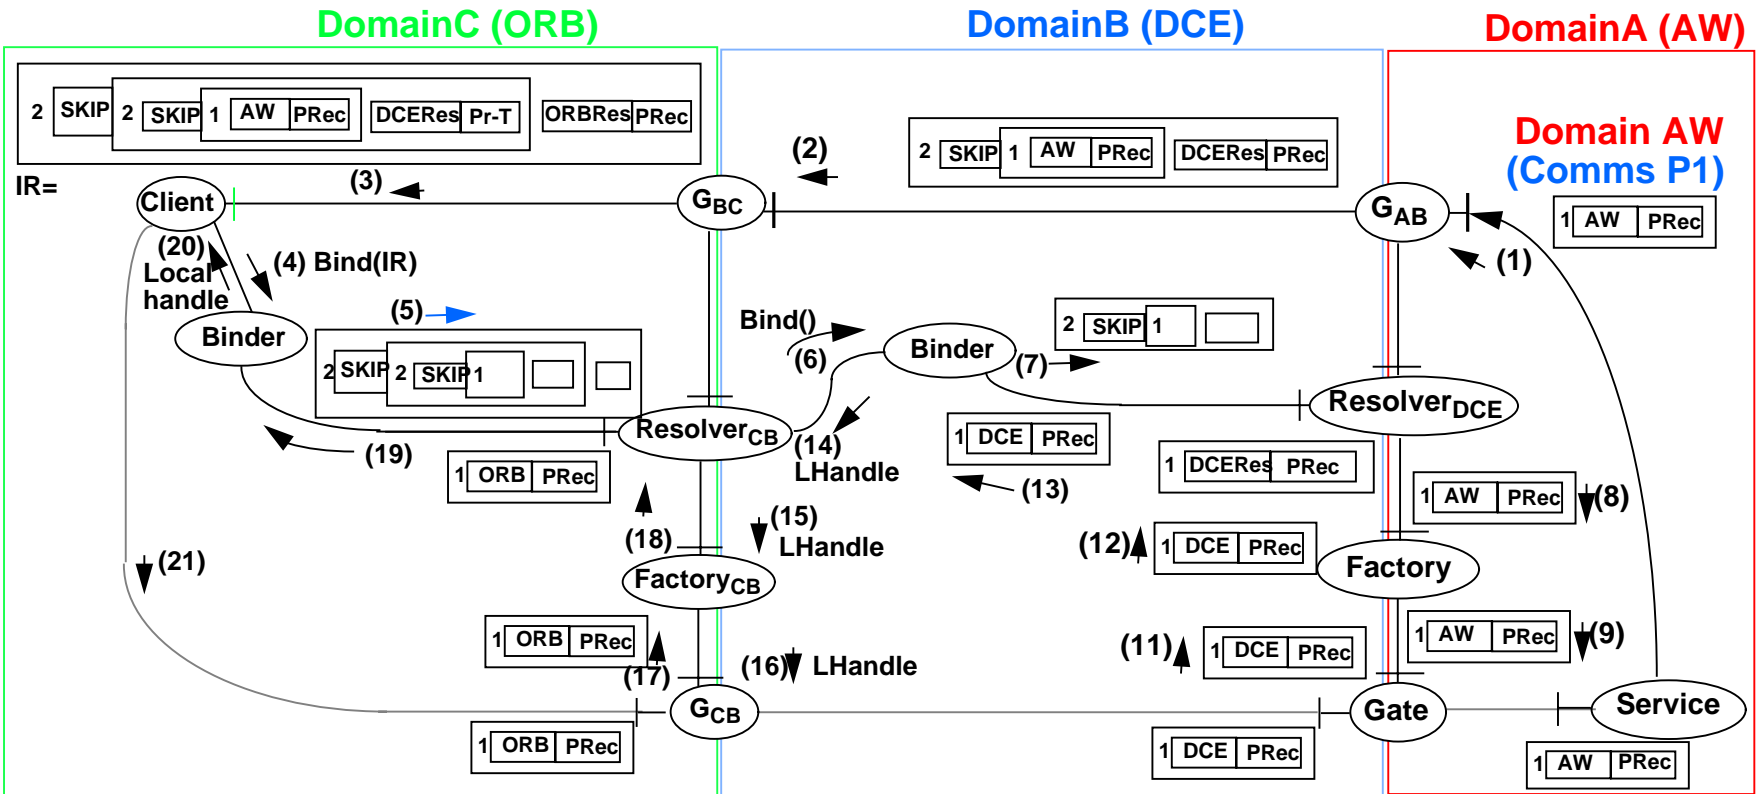 DomainC (ORB)
DomainB (DCE)
DomainA (AW)
2 SKIP 2 SKIP 1 AW PRec DCERes Pr-T ORBRes PRec
2 SKIP 1 AW PRec DCERes PRec
Domain AW
(Comms P1)
1 AW PRec
IR=
(3)
(2)
(1)
Client
GBC
GAB
(20)
Local
handle
(4) Bind(IR)
(5)
Binder
2 SKIP 2 SKIP 1
Bind()
(6)
Binder
(7)
2 SKIP 1
ResolverCB
ResolverDCE
(19)
1 ORB PRec
(14)
LHandle
1 DCE PRec
(13)
1 DCERes PRec
1 AW PRec
(8)
(18)
(15)
LHandle
(12)
1 DCE PRec
(21)
FactoryCB
Factory
1 ORB PRec
(17)
(16)
LHandle
(11)
1 DCE PRec
1 AW PRec
(9)
GCB
Gate
Service
1 ORB PRec
1 DCE PRec
1 AW PRec